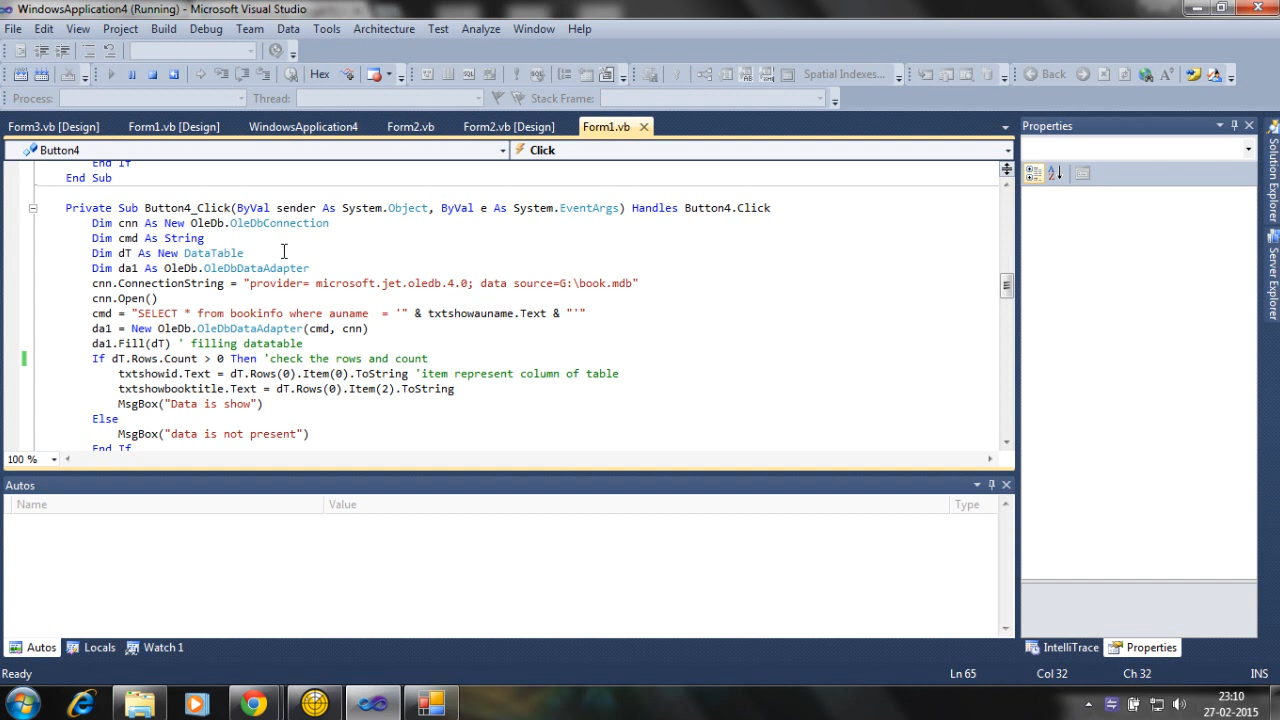 WindowsApplication4 (Running) - Microsoft Visual Studio
File Edit View Project Build Debug Team Data Tools Architecture Test Analyze Window Help
Hex Spatial Indexes... Back
Process: Thread: Stack Frame:
Form3.vb [Design] Form1.vb [Design] WindowsApplication4 Form2.vb Form2.vb [Design] Form1.vb
Properties
Button4 Click
End If
End Sub
Private Sub Button4_Click(ByVal sender As System.Object, ByVal e As System.EventArgs) Handles Button4.Click
Dim cnn As New OleDb.OleDbConnection
Dim cmd As String
Dim dT As New DataTable
Dim da1 As OleDb.OleDbDataAdapter
cnn.ConnectionString = "provider= microsoft.jet.oledb.4.0; data source=G:\book.mdb"
cnn.Open()
cmd = "SELECT * from bookinfo where auname  = '" & txtshowauname.Text & "'"
da1 = New OleDb.OleDbDataAdapter(cmd, cnn)
da1.Fill(dT) ' filling datatable
If dT.Rows.Count > 0 Then 'check the rows and count
txtshowid.Text = dT.Rows(0).Item(0).ToString 'item represent column of table
txtshowbooktitle.Text = dT.Rows(0).Item(2).ToString
MsgBox("Data is show")
Else
MsgBox("data is not present")
End If
100 %
Autos
Name Value Type
Autos Locals Watch 1
IntelliTrace Properties
Solution Explorer
Server Explorer
Ready Ln 65 Col 32 Ch 32 INS
23:10
27-02-2015